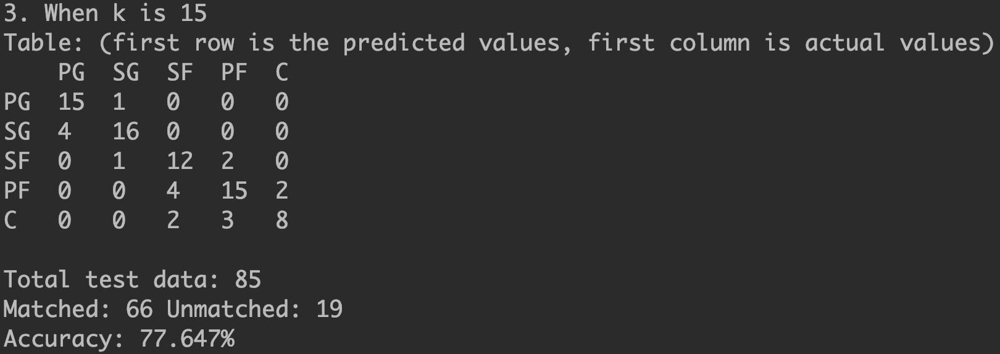 3. When k is 15
Table: (first row is the predicted values, first column is actual values)
    PG  SG  SF  PF  C
PG  15  1   0   0   0
SG  4   16  0   0   0
SF  0   1   12  2   0
PF  0   0   4   15  2
C   0   0   2   3   8

Total test data: 85
Matched: 66 Unmatched: 19
Accuracy: 77.647%